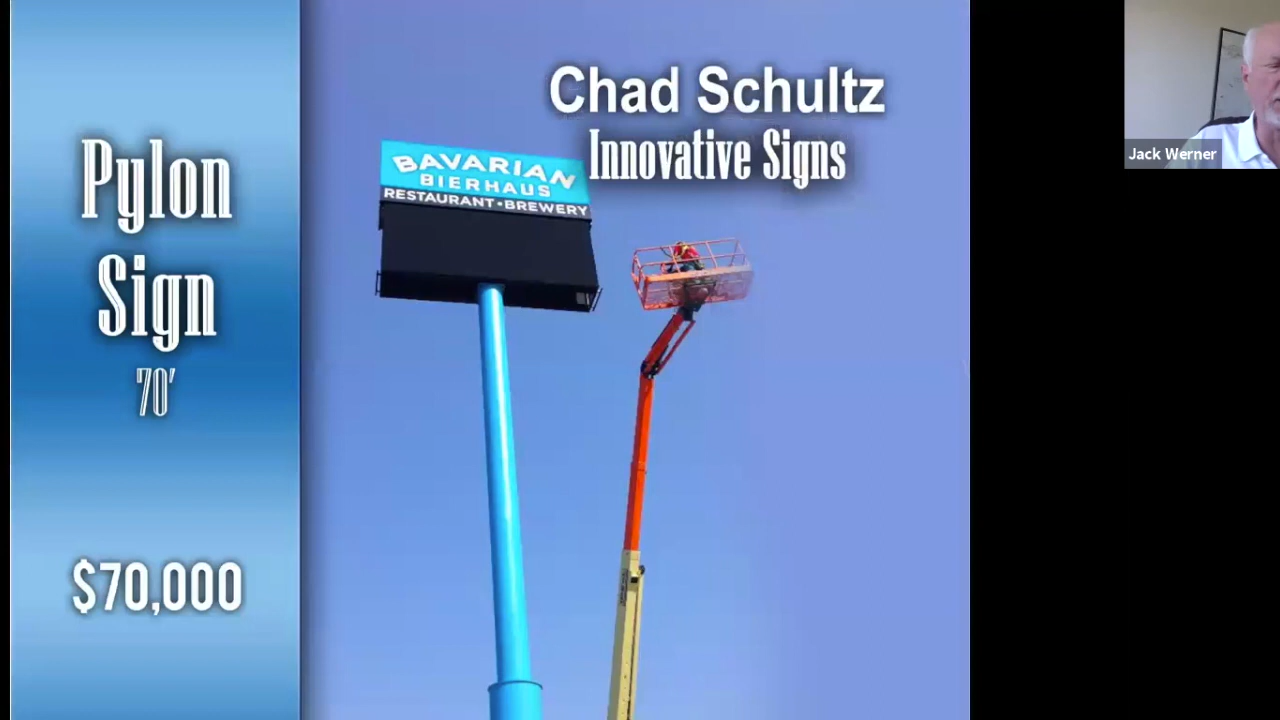 Pylon
Sign
70'
$70,000
Chad Schultz
Innovative Signs
BAVARIAN
BIERHAUS
RESTAURANT • BREWERY
Jack Werner